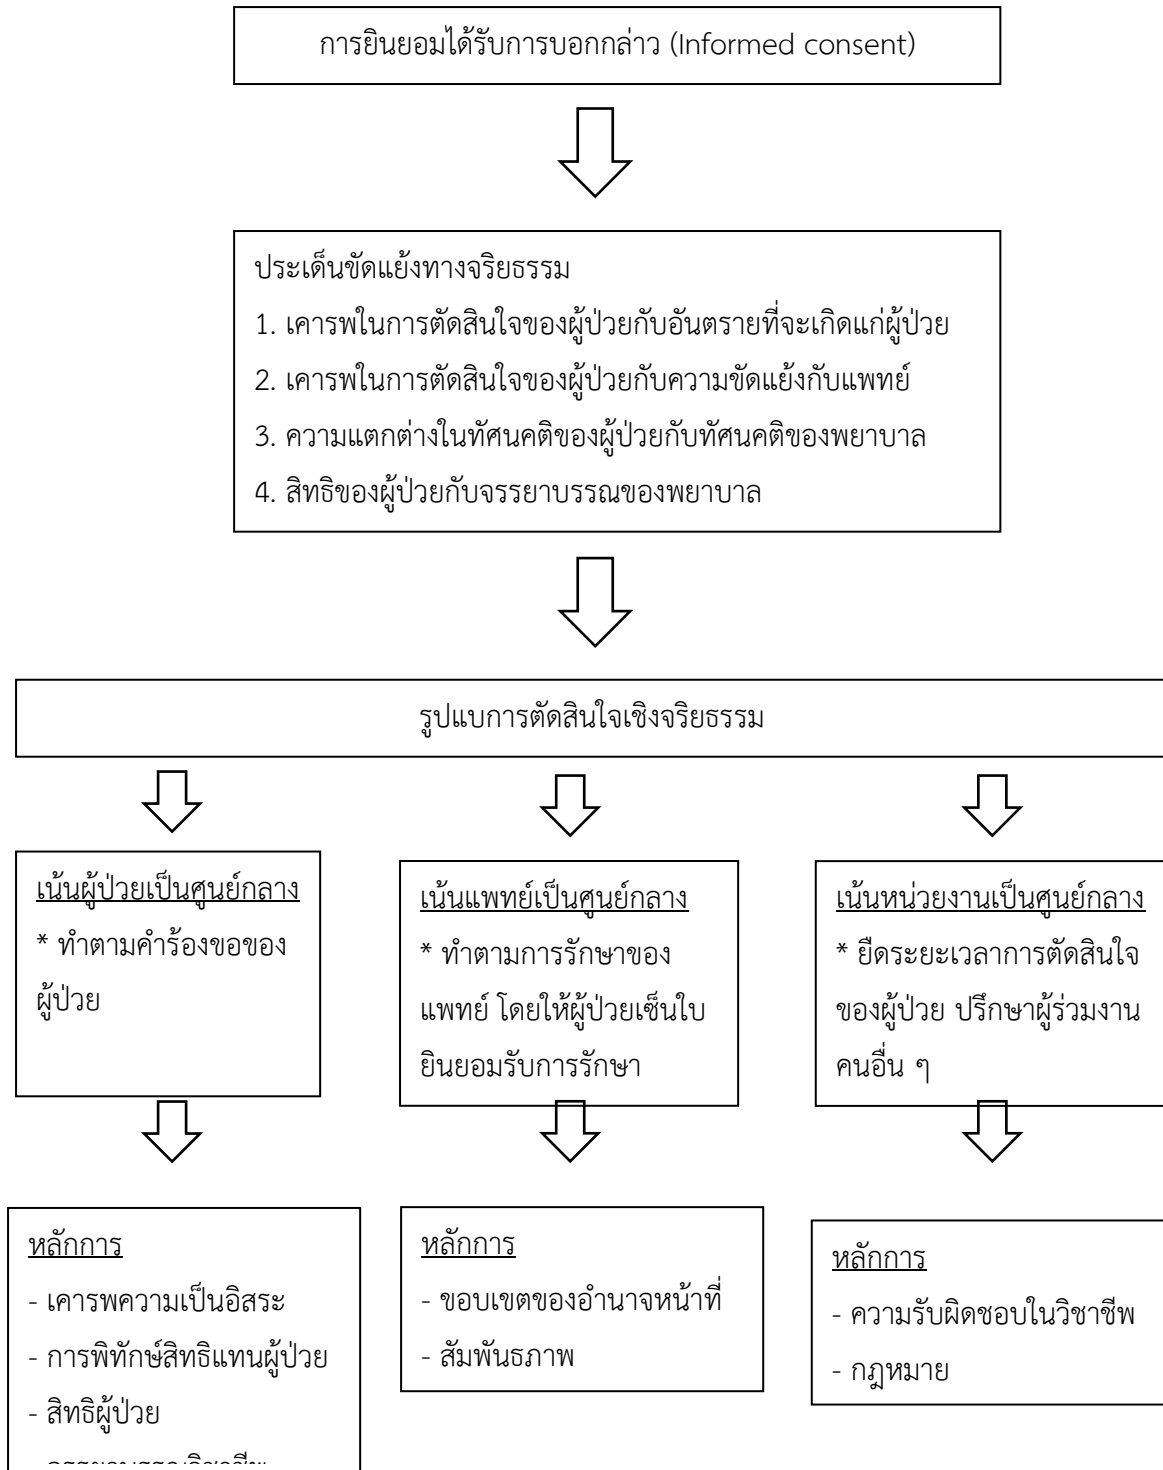 การยินยอมได้รับการบอกกล่าว (Informed consent)
ประเด็นขัดแย้งทางจริยธรรม
1. เคารพในการตัดสินใจของผู้ป่วยกับอันตรายที่จะเกิดแก่ผู้ป่วย
2. เคารพในการตัดสินใจของผู้ป่วยกับความขัดแย้งกับแพทย์
3. ความแตกต่างในทัศนคติของผู้ป่วยกับทัศนคติของพยาบาล
4. สิทธิของผู้ป่วยกับจรรยาบรรณของพยาบาล
รูปแบบการตัดสินใจเชิงจริยธรรม
เน้นผู้ป่วยเป็นศูนย์กลาง
* ทำตามคำร้องขอของ
ผู้ป่วย
เน้นแพทย์เป็นศูนย์กลาง
* ทำตามการรักษาของ
แพทย์ โดยให้ผู้ป่วยเซ็นใบ
ยินยอมรับการรักษา
เน้นหน่วยงานเป็นศูนย์กลาง
* ยืดระยะเวลาการตัดสินใจ
ของผู้ป่วย ปรึกษาผู้ร่วมงาน
คนอื่น ๆ
หลักการ
- เคารพความเป็นอิสระ
- การพิทักษ์สิทธิแทนผู้ป่วย
- สิทธิผู้ป่วย
หลักการ
- ขอบเขตของอำนาจหน้าที่
- สัมพันธภาพ
หลักการ
- ความรับผิดชอบในวิชาชีพ
- กฎหมาย